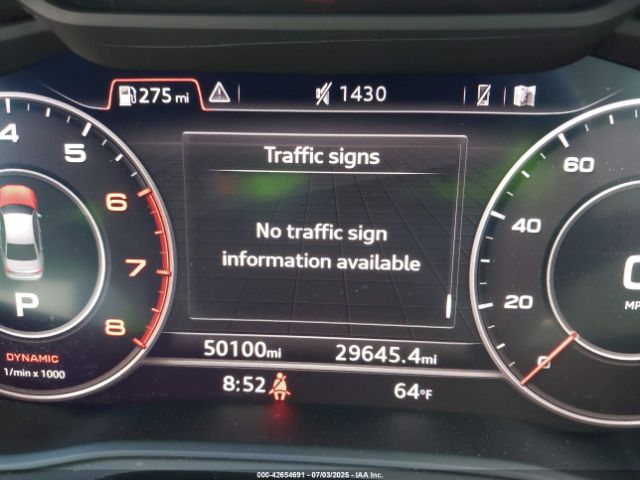 275 mi
1430
Traffic signs
No traffic sign
information available
4
5
6
7
8
P
DYNAMIC
1/min x 1000
60
40
20
0
MP
50100mi
29645.4mi
8:52
64°F
000-42654691 - 07/03/2025 - IAA Inc.